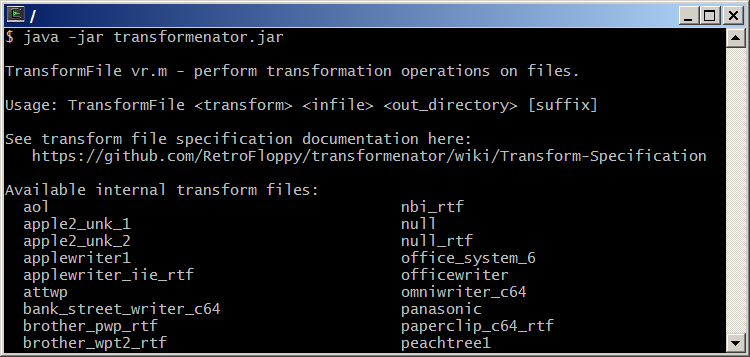 /
$ java -jar transformenator.jar
TransformFile vr.m - perform transformation operations on files.
Usage: TransformFile <transform> <infile> <out_directory> [suffix]
See transform file specification documentation here:
https://github.com/RetroFloppy/transformenator/wiki/Transform-Specification
Available internal transform files:
aol nbi_rtf
apple2_unk_1 null
apple2_unk_2 null_rtf
applewriter1 office_system_6
applewriter_iie_rtf officewriter
attwp omniwriter_c64
bank_street_writer_c64 panasonic
brother_pwp_rtf paperclip_c64_rtf
brother_wpt2_rtf peachtree1